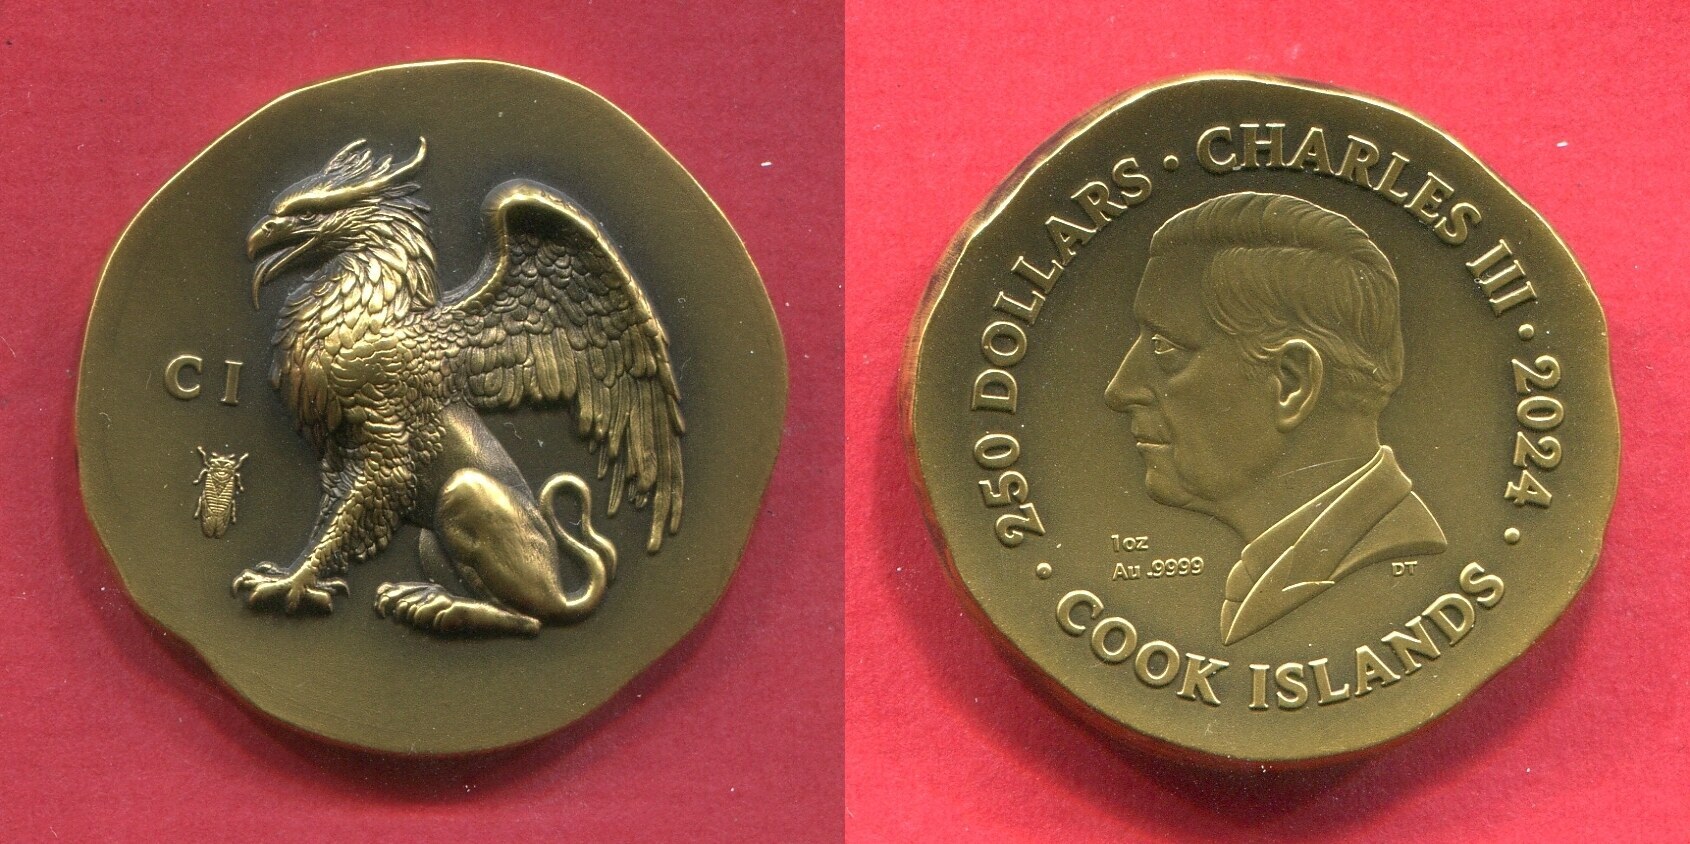 C I
250 DOLLARS · CHARLES III · 2024 ·
1oz
Au .9999
DT
· COOK ISLANDS